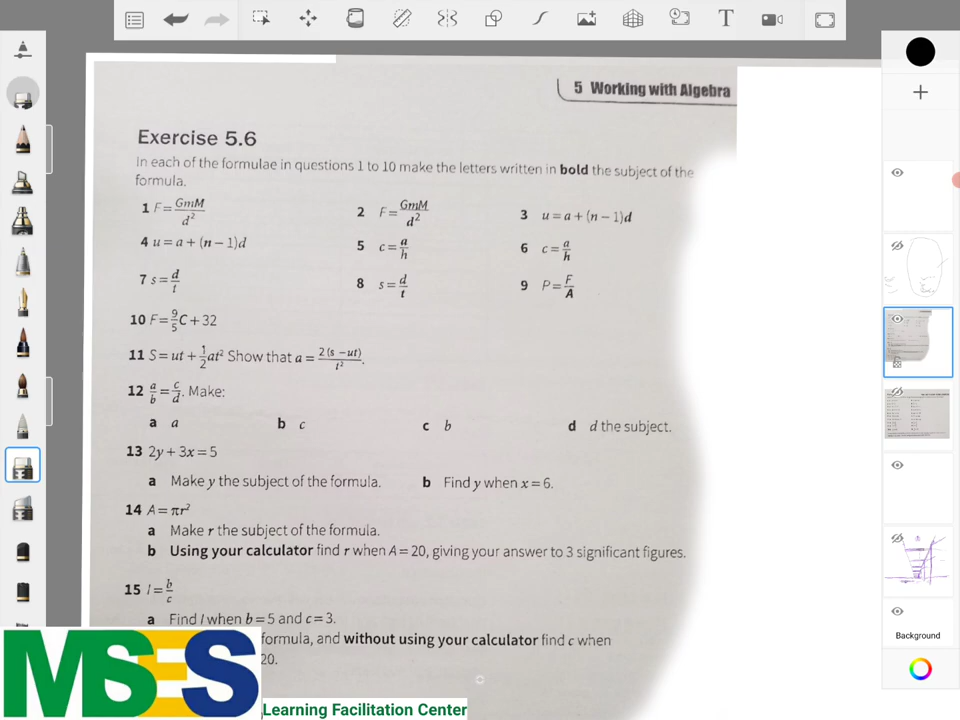 T
5 Working with Algebra
Exercise 5.6
In each of the formulae in questions 1 to 10 make the letters written in bold the subject of the
formula.
1 F = GmM/d² 2 F = GmM/d² 3 u = a + (n − 1)d
4 u = a + (n − 1)d 5 c = a/h 6 c = a/h
7 s = d/t 8 s = d/t 9 P = F/A
10 F = 9/5 C + 32
11 S = ut + 1/2 at² Show that a = 2(s − ut)/t².
12 a/b = c/d. Make:
a a b c c b d d the subject.
13 2y + 3x = 5
a Make y the subject of the formula. b Find y when x = 6.
14 A = πr²
a Make r the subject of the formula.
b Using your calculator find r when A = 20, giving your answer to 3 significant figures.
15 l = b/c
a Find l when b = 5 and c = 3.
formula, and without using your calculator find c when
20.
MSES
Learning Facilitation Center
Background